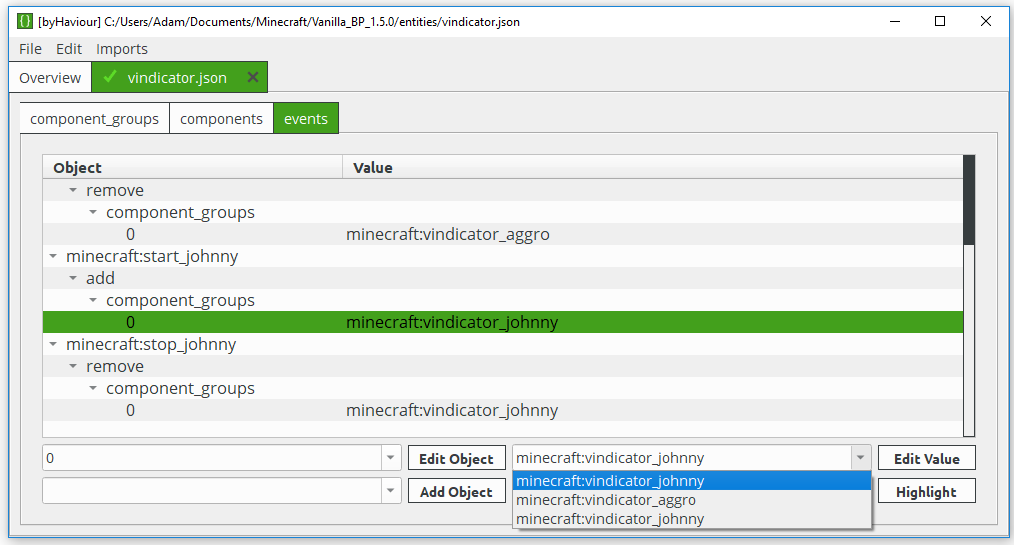 {} [byHaviour] C:/Users/Adam/Documents/Minecraft/Vanilla_BP_1.5.0/entities/vindicator.json
File Edit Imports
Overview vindicator.json
component_groups components events
Object Value
remove
component_groups
0 minecraft:vindicator_aggro
minecraft:start_johnny
add
component_groups
0 minecraft:vindicator_johnny
minecraft:stop_johnny
remove
component_groups
0 minecraft:vindicator_johnny
0 Edit Object minecraft:vindicator_johnny Edit Value
minecraft:vindicator_johnny
Add Object minecraft:vindicator_aggro Highlight
minecraft:vindicator_johnny